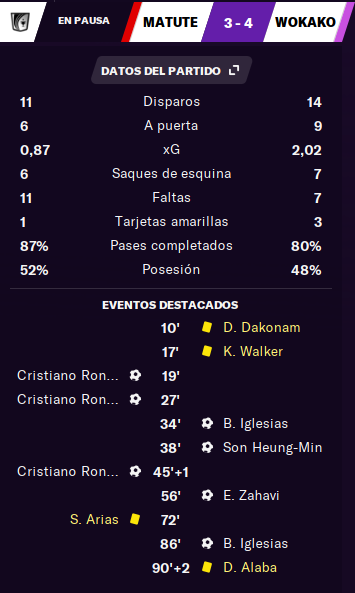 EN PAUSA MATUTE 3 - 4 WOKAKO
DATOS DEL PARTIDO
11 Disparos 14
6 A puerta 9
0,87 xG 2,02
6 Saques de esquina 7
11 Faltas 7
1 Tarjetas amarillas 3
87% Pases completados 80%
52% Posesión 48%
EVENTOS DESTACADOS
10' D. Dakonam
17' K. Walker
Cristiano Ron... 19'
Cristiano Ron... 27'
34' B. Iglesias
38' Son Heung-Min
Cristiano Ron... 45'+1
56' E. Zahavi
S. Arias 72'
86' B. Iglesias
90'+2 D. Alaba